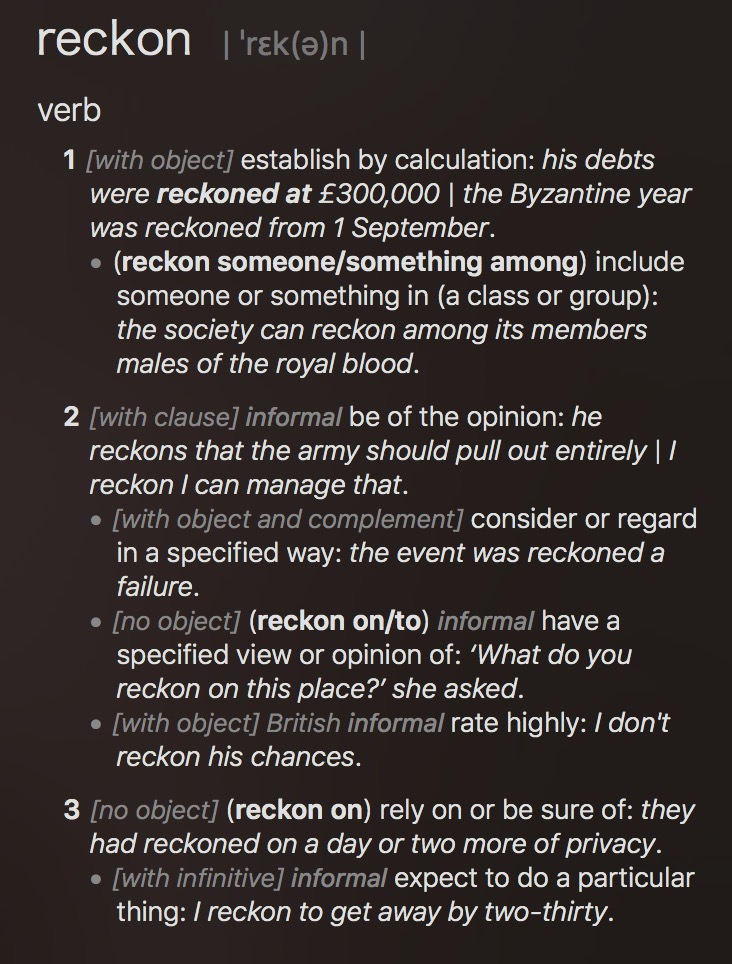 reckon | ˈrɛk(ə)n |
verb
1 [with object] establish by calculation: his debts
were reckoned at £300,000 | the Byzantine year
was reckoned from 1 September.
• (reckon someone/something among) include
someone or something in (a class or group):
the society can reckon among its members
males of the royal blood.
2 [with clause] informal be of the opinion: he
reckons that the army should pull out entirely | I
reckon I can manage that.
• [with object and complement] consider or regard
in a specified way: the event was reckoned a
failure.
• [no object] (reckon on/to) informal have a
specified view or opinion of: ‘What do you
reckon on this place?’ she asked.
• [with object] British informal rate highly: I don't
reckon his chances.
3 [no object] (reckon on) rely on or be sure of: they
had reckoned on a day or two more of privacy.
• [with infinitive] informal expect to do a particular
thing: I reckon to get away by two-thirty.